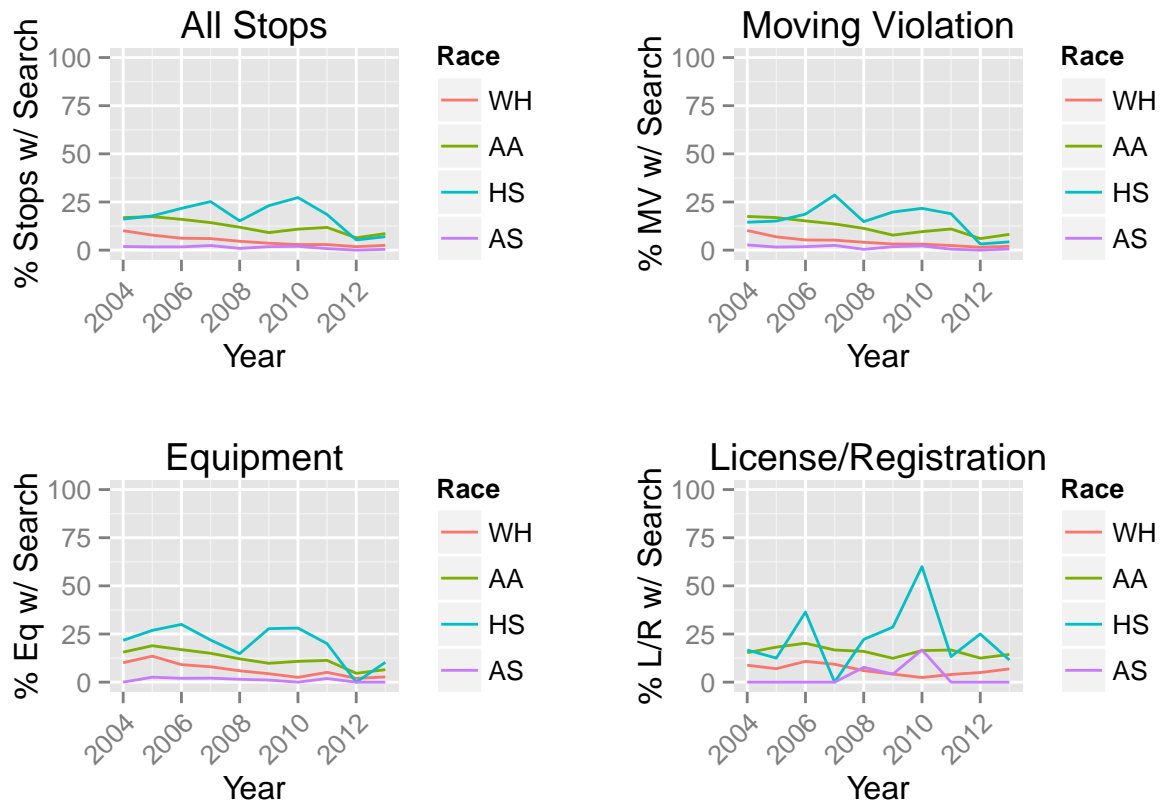 All Stops
% Stops w/ Search
100
75
50
25
0
2004
2006
2008
2010
2012
Year
Race
WH
AA
HS
AS
Moving Violation
% MV w/ Search
100
75
50
25
0
2004
2006
2008
2010
2012
Year
Race
WH
AA
HS
AS
Equipment
% Eq w/ Search
100
75
50
25
0
2004
2006
2008
2010
2012
Year
Race
WH
AA
HS
AS
License/Registration
% L/R w/ Search
100
75
50
25
0
2004
2006
2008
2010
2012
Year
Race
WH
AA
HS
AS